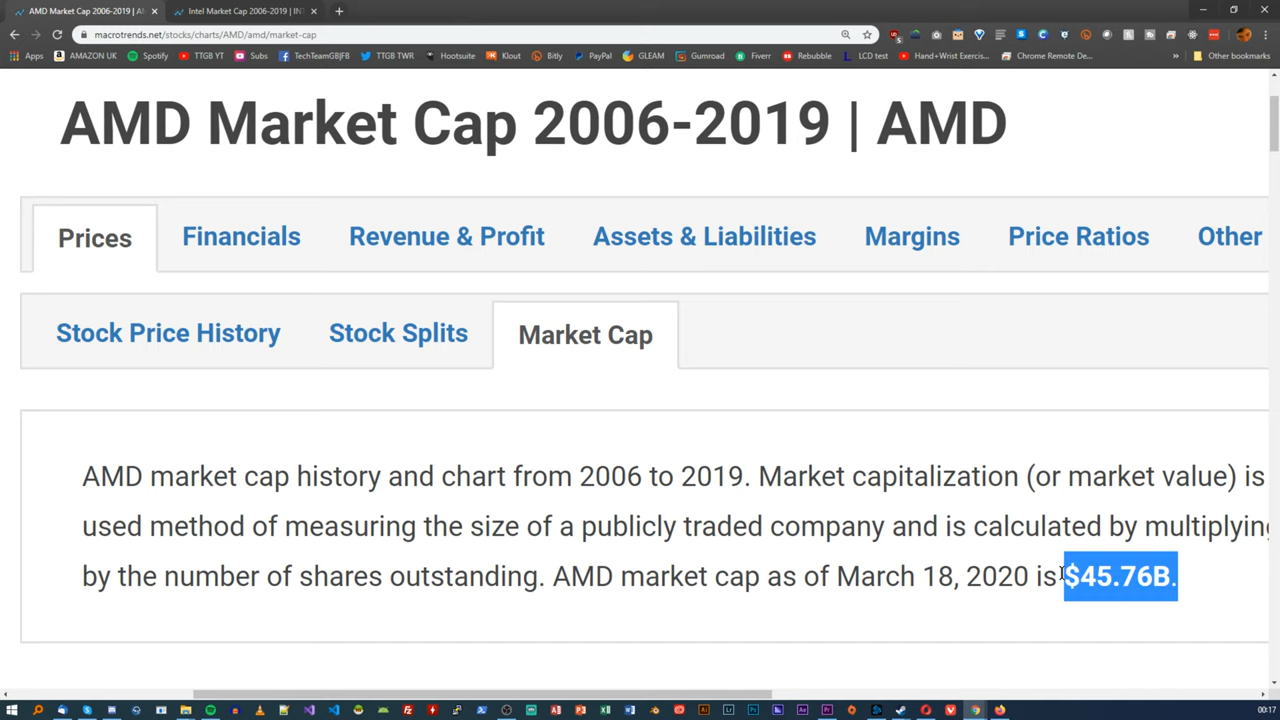 AMD Market Cap 2006-2019 | A
Intel Market Cap 2006-2019 | IN
macrotrends.net/stocks/charts/AMD/amd/market-cap
Apps AMAZON UK Spotify TTGB YT Subs TechTeamGBJFB TTGB TWR Hootsuite Klout Bitly PayPal GLEAM Gumroad Fiverr Rebubble LCD test Hand+Wrist Exercis... Chrome Remote De... » Other bookmarks
AMD Market Cap 2006-2019 | AMD
Prices Financials Revenue & Profit Assets & Liabilities Margins Price Ratios Other
Stock Price History Stock Splits Market Cap
AMD market cap history and chart from 2006 to 2019. Market capitalization (or market value) is
used method of measuring the size of a publicly traded company and is calculated by multiplying
by the number of shares outstanding. AMD market cap as of March 18, 2020 is $45.76B.
00:17